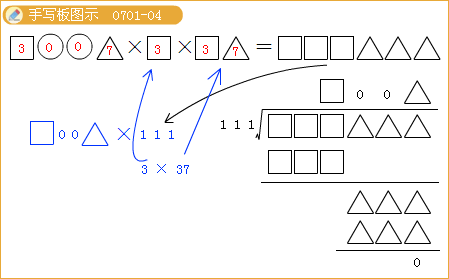 手写板图示 0701-04
3 0 0 7 × 3 × 3 7 = □□□△△△
□ 0 0 △
□ 0 0 △ × 1 1 1
1 1 1 □□□△△△
3 × 37
□□□
△△△
△△△
0